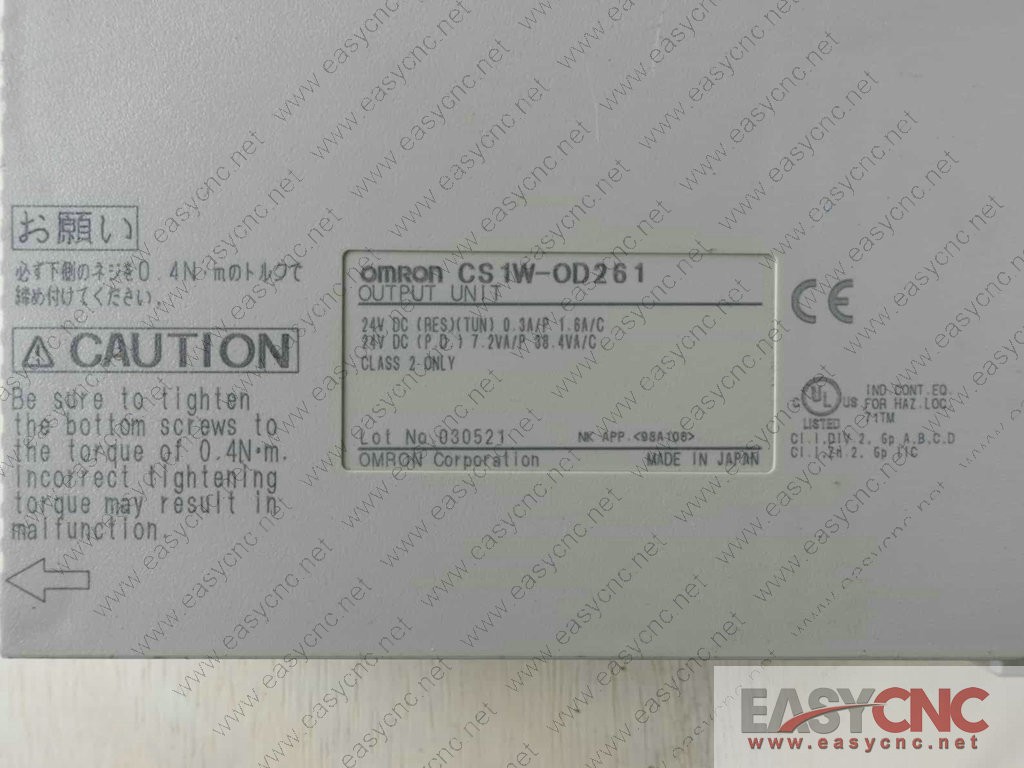 お願い
必ず下側のネジを0.4N・mのトルクで
締め付けてください。
⚠CAUTION
Be sure to tighten
the bottom screws to
the torque of 0.4N・m.
Incorrect tightening
torque may result in
malfunction.
OMRON CS1W-OD261
OUTPUT UNIT
24V DC (RES)(TUN) 0.3A/P 1.6A/C
24V DC (P.D.) 7.2VA/P 38.4VA/C
CLASS 2 ONLY
Lot No. 030521 NK APP. <98A106>
OMRON Corporation MADE IN JAPAN
CE
C UL US LISTED
IND.CONT.EQ.
FOR HAZ.LOC.
71TM
Cl.I,DIV.2, Gp A,B,C,D
Cl.I,Zn 2, Gp IIC
EASYCNC
www.easycnc.net